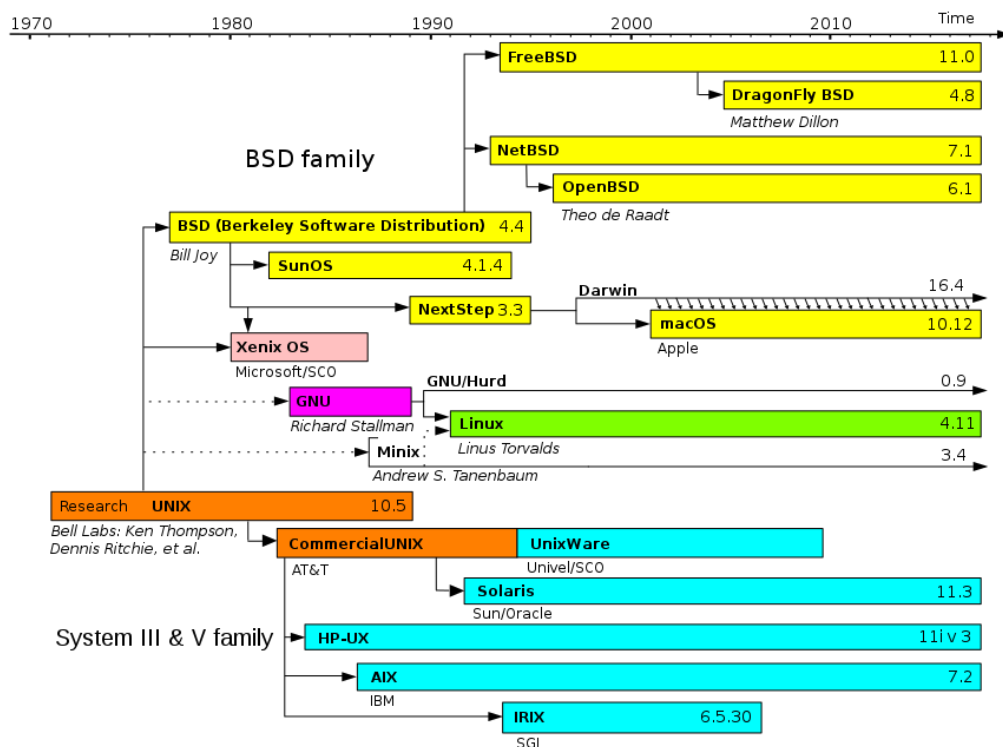 1970 1980 1990 2000 2010 Time
FreeBSD 11.0
DragonFly BSD 4.8
Matthew Dillon
BSD family
NetBSD 7.1
OpenBSD 6.1
Theo de Raadt
BSD (Berkeley Software Distribution) 4.4
Bill Joy
SunOS 4.1.4
Darwin 16.4
NextStep 3.3
macOS 10.12
Apple
Xenix OS
Microsoft/SCO
GNU/Hurd 0.9
GNU
Richard Stallman
Linux 4.11
Linus Torvalds
Minix 3.4
Andrew S. Tanenbaum
Research UNIX 10.5
Bell Labs: Ken Thompson,
Dennis Ritchie, et al.
CommercialUNIX UnixWare
AT&T Univel/SCO
Solaris 11.3
Sun/Oracle
System III & V family
HP-UX 11i v 3
AIX 7.2
IBM
IRIX 6.5.30
SGI